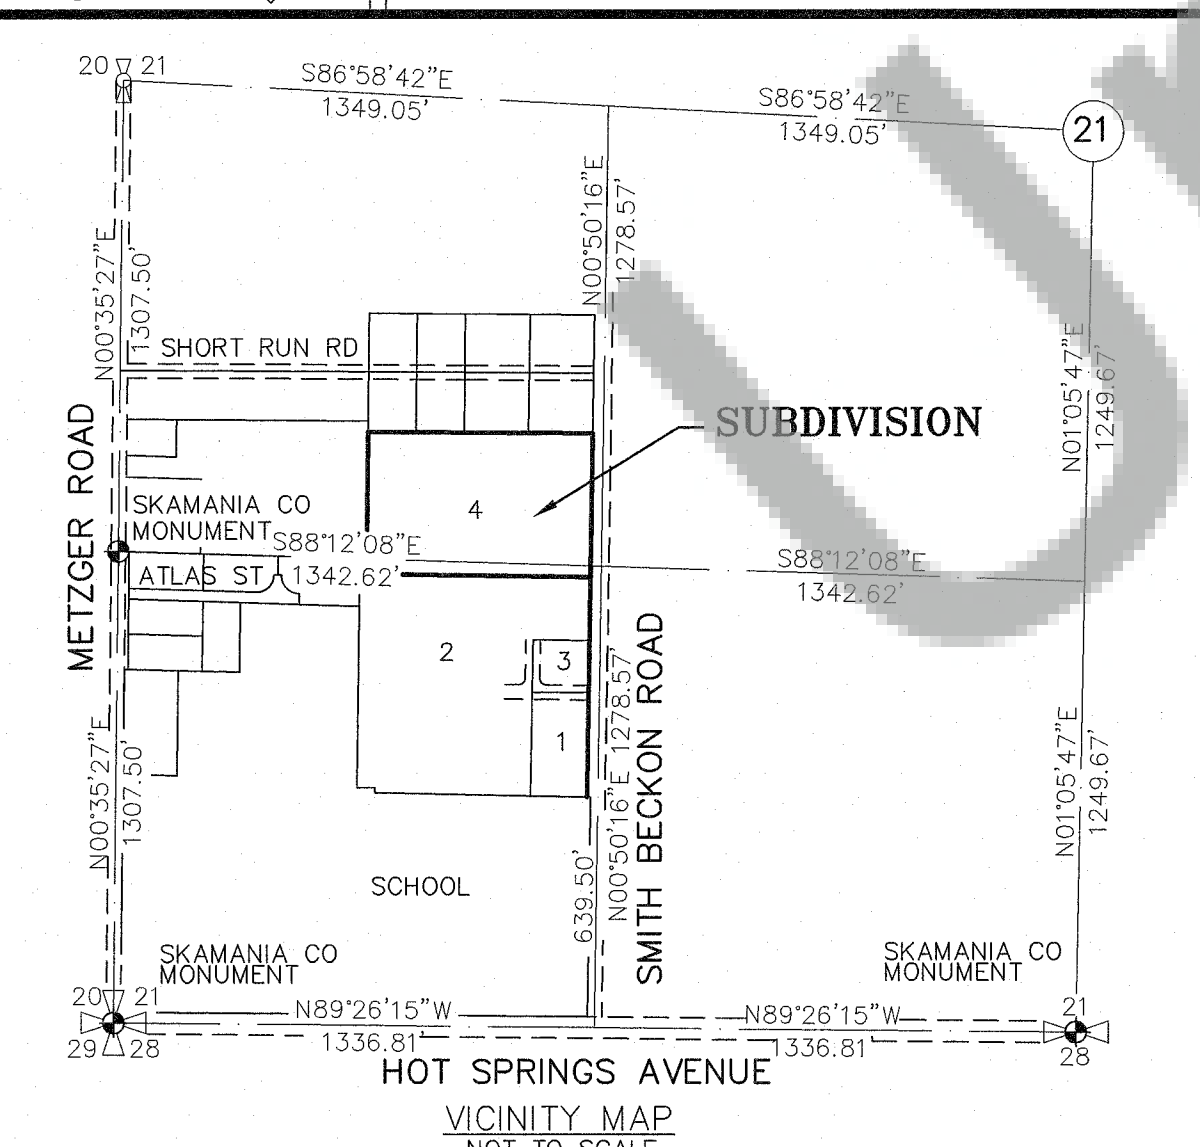 20 21
S86°58'42"E
1349.05'
S86°58'42"E
1349.05'
21
N00°35'27"E
1307.50'
N00°50'16"E
1278.57'
N01°05'47"E
1249.67'
SHORT RUN RD
METZGER ROAD
SUBDIVISION
SKAMANIA CO
MONUMENT
4
S88°12'08"E
1342.62'
S88°12'08"E
1342.62'
ATLAS ST
2
3
1
SMITH BECKON ROAD
N00°50'16"E 1278.57'
N00°35'27"E
1307.50'
N01°05'47"E
1249.67'
639.50'
SCHOOL
SKAMANIA CO
MONUMENT
SKAMANIA CO
MONUMENT
20 21
29 28
N89°26'15"W
1336.81'
N89°26'15"W
1336.81'
21
28
HOT SPRINGS AVENUE
VICINITY MAP
NOT TO SCALE